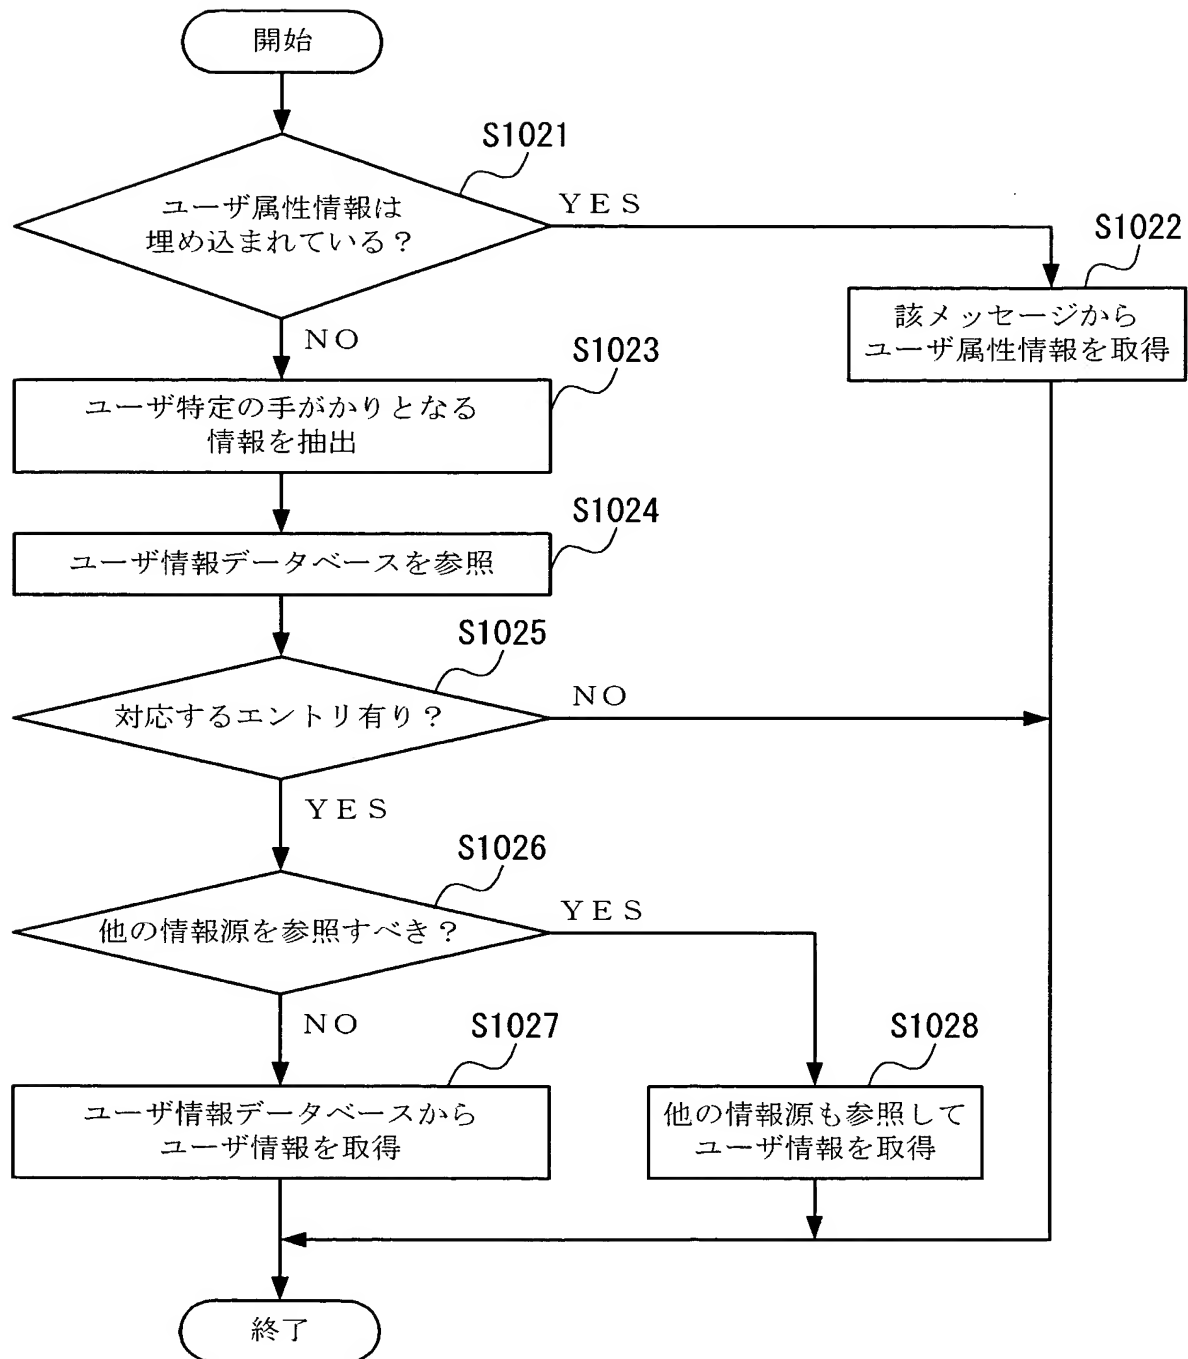 開始
S1021
ユーザ属性情報は
埋め込まれている？
YES
S1022
該メッセージから
ユーザ属性情報を取得
NO
S1023
ユーザ特定の手がかりとなる
情報を抽出
S1024
ユーザ情報データベースを参照
S1025
対応するエントリ有り？
NO
YES
S1026
他の情報源を参照すべき？
YES
NO
S1027
ユーザ情報データベースから
ユーザ情報を取得
S1028
他の情報源も参照して
ユーザ情報を取得
終了